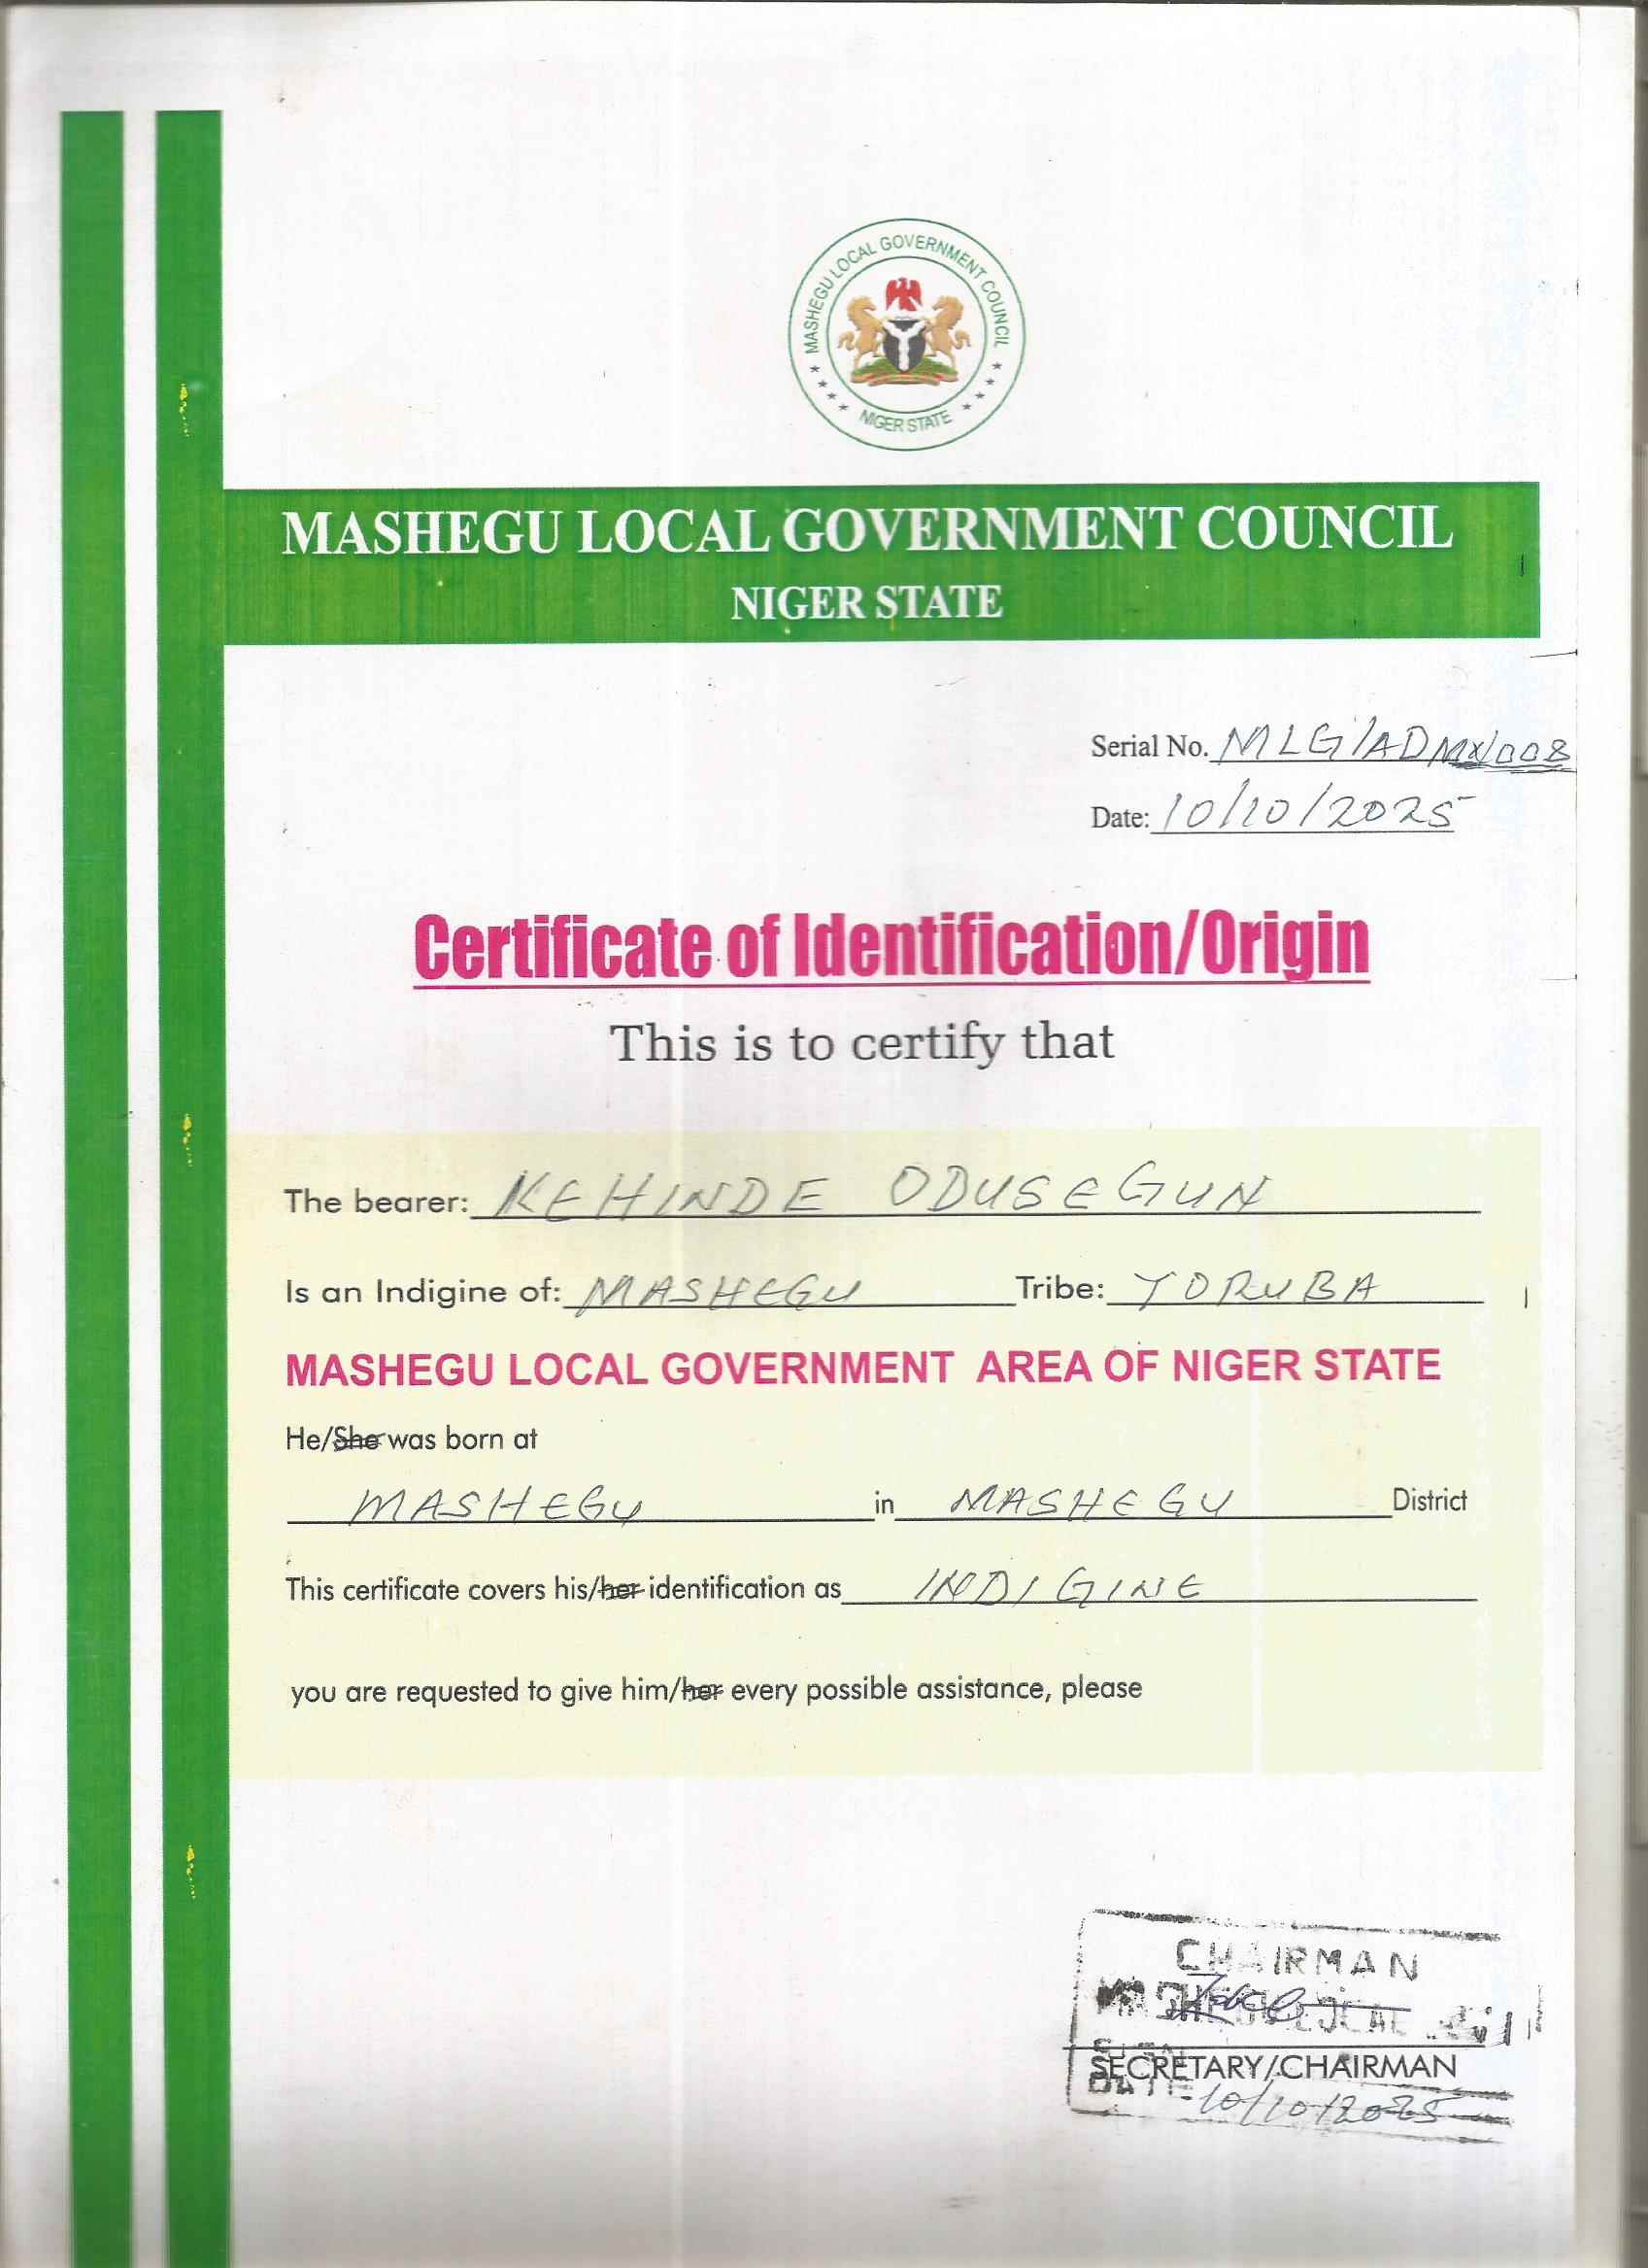 MASHEGU LOCAL GOVERNMENT COUNCIL
NIGER STATE
MASHEGU LOCAL GOVERNMENT COUNCIL
NIGER STATE
Serial No. MLG/ADM/008
Date: 10/10/2025
Certificate of Identification/Origin
This is to certify that
The bearer: KEHINDE ODUSEGUN
Is an Indigine of: MASHEGU Tribe: YORUBA
MASHEGU LOCAL GOVERNMENT AREA OF NIGER STATE
He/She was born at
MASHEGU in MASHEGU District
This certificate covers his/her identification as INDIGINE
you are requested to give him/her every possible assistance, please
CHAIRMAN
SECRETARY/CHAIRMAN
DATE 10/10/2025